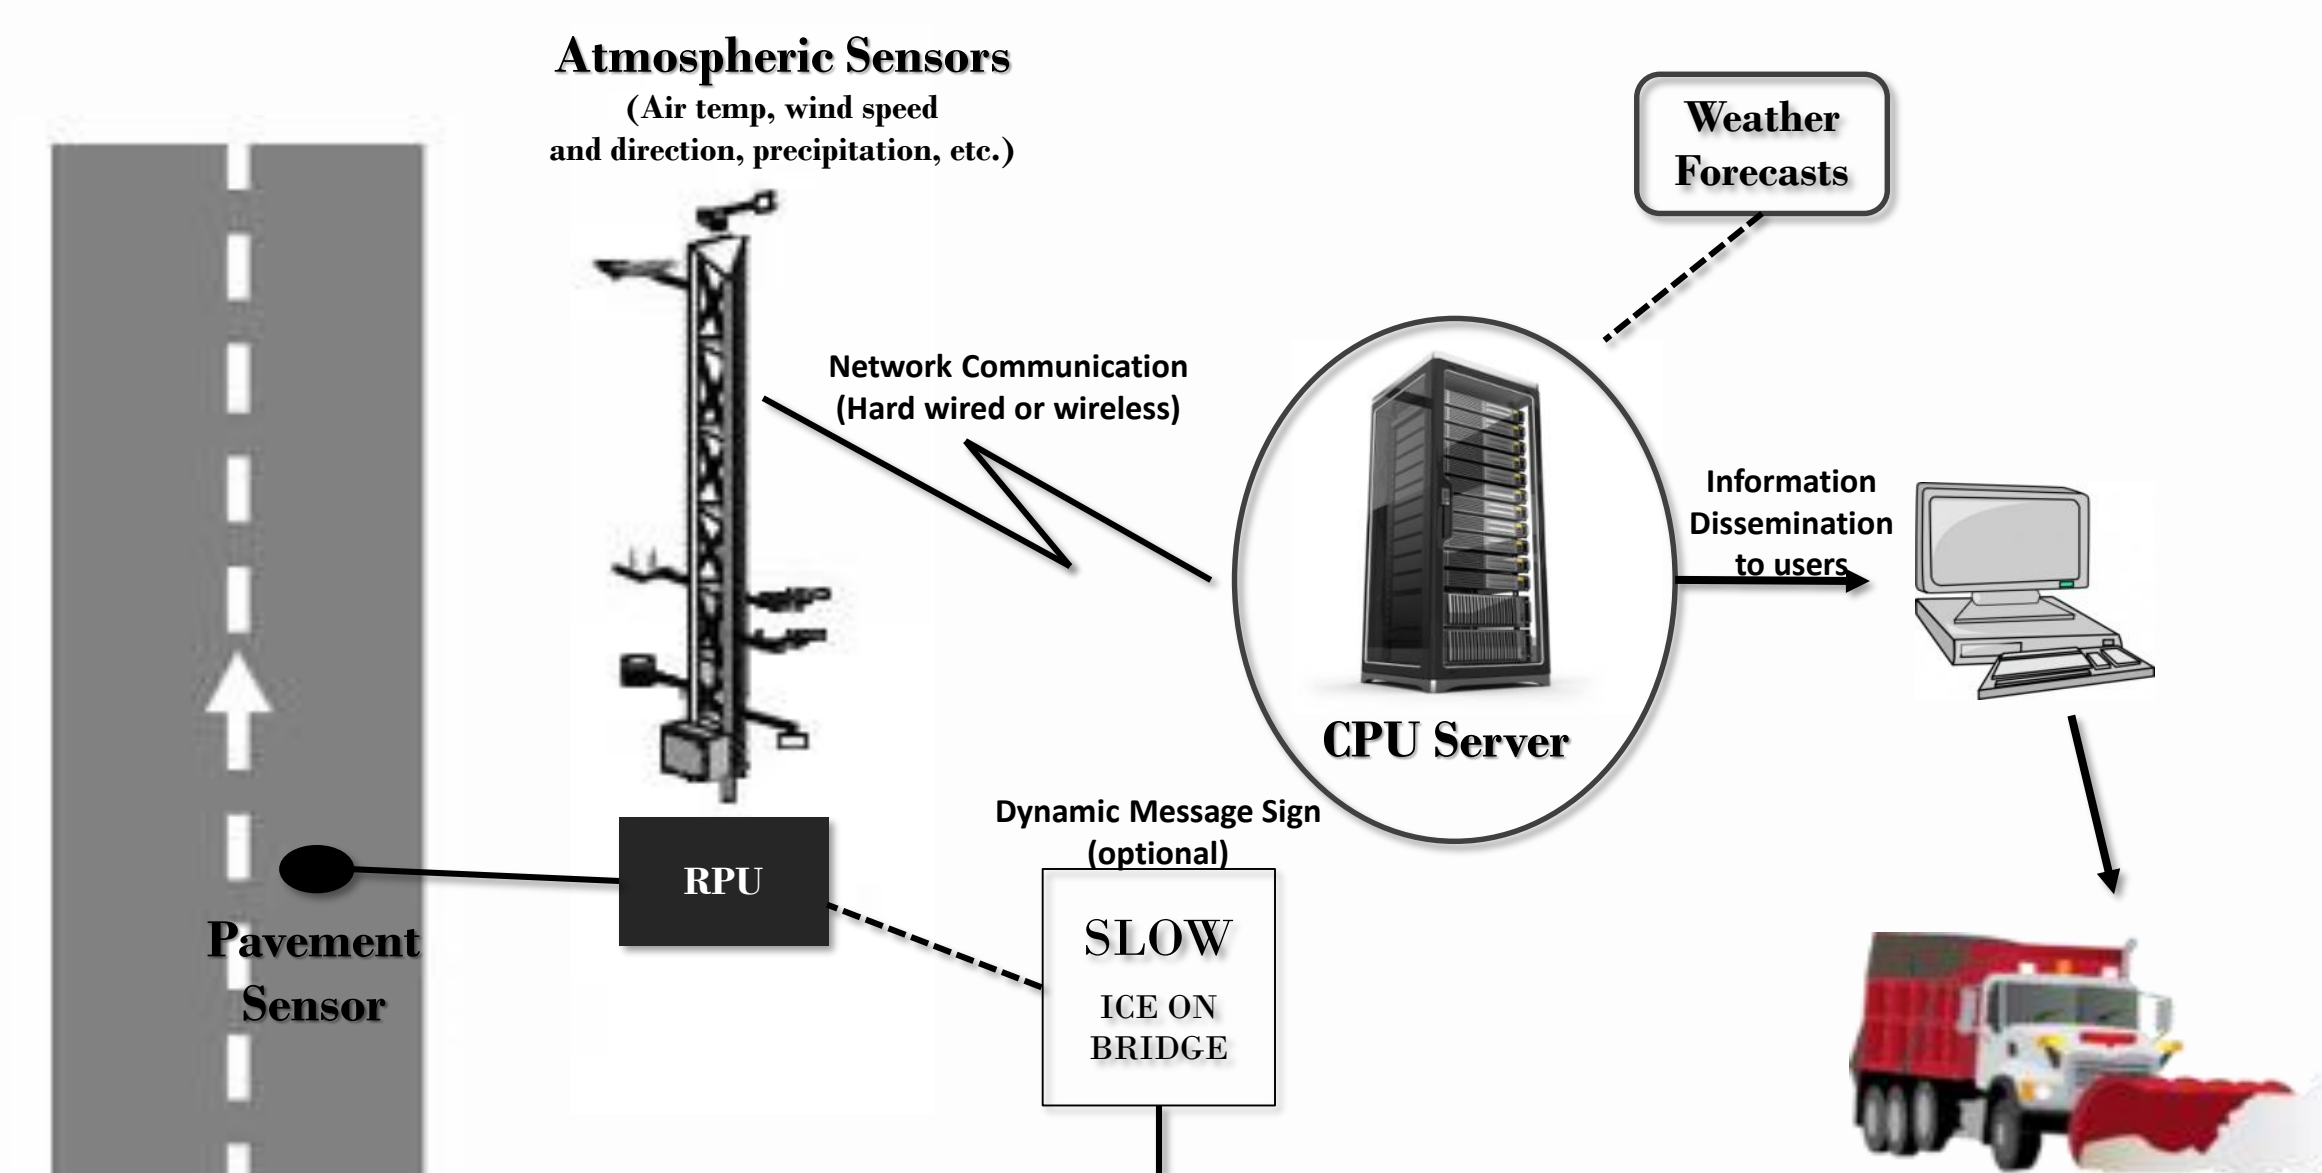 Atmospheric Sensors
(Air temp, wind speed
and direction, precipitation, etc.)
Weather
Forecasts
Network Communication
(Hard wired or wireless)
Information
Dissemination
to users
CPU Server
Dynamic Message Sign
(optional)
RPU
SLOW
ICE ON
BRIDGE
Pavement
Sensor